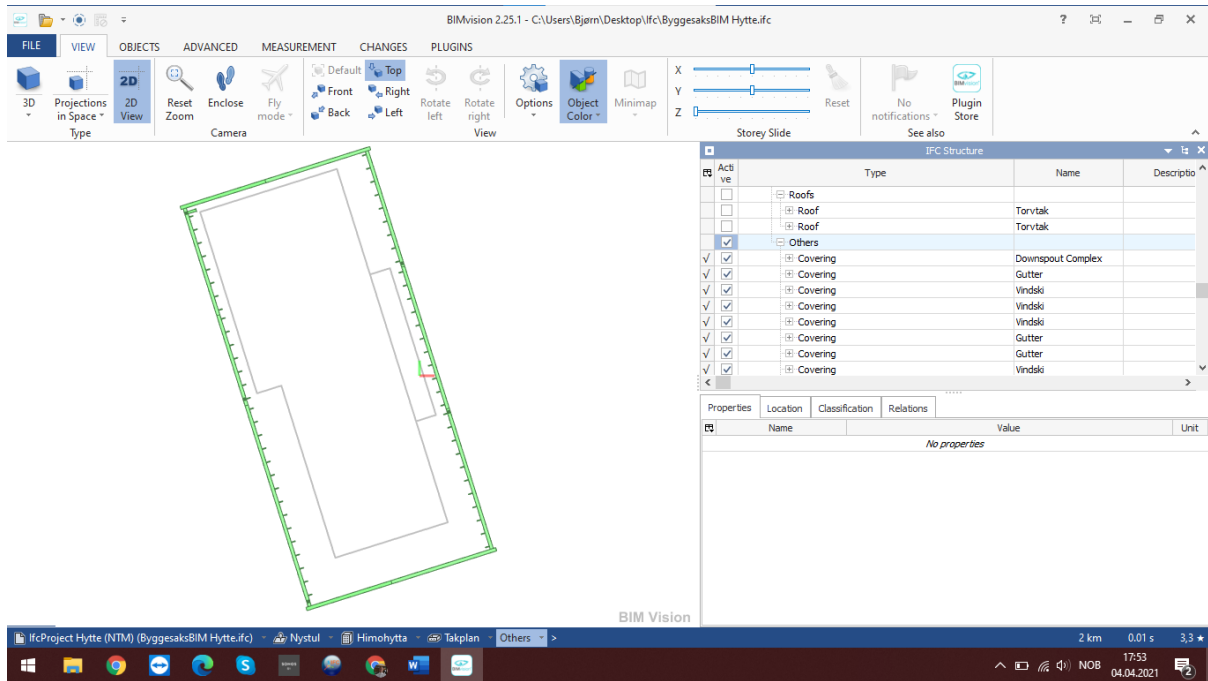 BIMvision 2.25.1 - C:\Users\Bjørn\Desktop\Ifc\ByggesaksBIM Hytte.ifc
FILE VIEW OBJECTS ADVANCED MEASUREMENT CHANGES PLUGINS
3D Projections in Space 2D 2D View
Type
Reset Zoom Enclose Fly mode
Camera
Default Top
Front Right
Back Left
Rotate left Rotate right Options Object Color Minimap
View
X
Y
Z
Reset
Storey Slide
No notifications Plugin Store
BIMvision
See also
IFC Structure
Active Type Name Descriptio
Roofs
Roof Torvtak
Roof Torvtak
Others
√ Covering Downspout Complex
√ Covering Gutter
√ Covering Vindski
√ Covering Vindski
√ Covering Vindski
√ Covering Gutter
√ Covering Gutter
√ Covering Vindski
Properties Location Classification Relations
Name Value Unit
No properties
BIM Vision
IfcProject Hytte (NTM) (ByggesaksBIM Hytte.ifc) Nystul Himohytta Takplan Others > 2 km 0.01 s 3,3 ★
NOB 17:53
04.04.2021
2